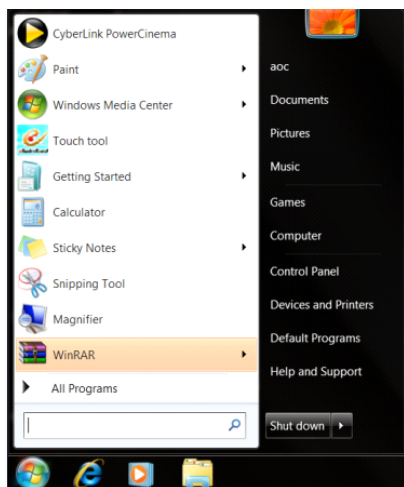 CyberLink PowerCinema
Paint
Windows Media Center
Touch tool
Getting Started
Calculator
Sticky Notes
Snipping Tool
Magnifier
WinRAR
All Programs
aoc
Documents
Pictures
Music
Games
Computer
Control Panel
Devices and Printers
Default Programs
Help and Support
Shut down